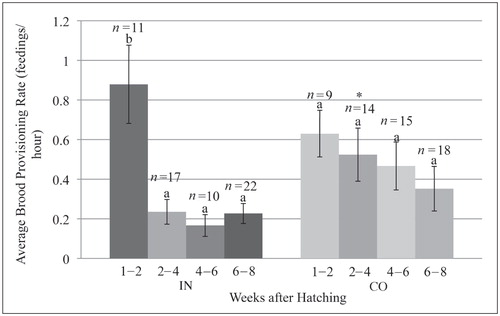 Average Brood Provisioning Rate (feedings/
hour)
1.2
1
0.8
0.6
0.4
0.2
0
n=11
b
n=17
a
n=10
a
n=22
a
n=9
a
*
n=14
a
n=15
a
n=18
a
1–2 2–4 4–6 6–8 1–2 2–4 4–6 6–8
IN CO
Weeks after Hatching